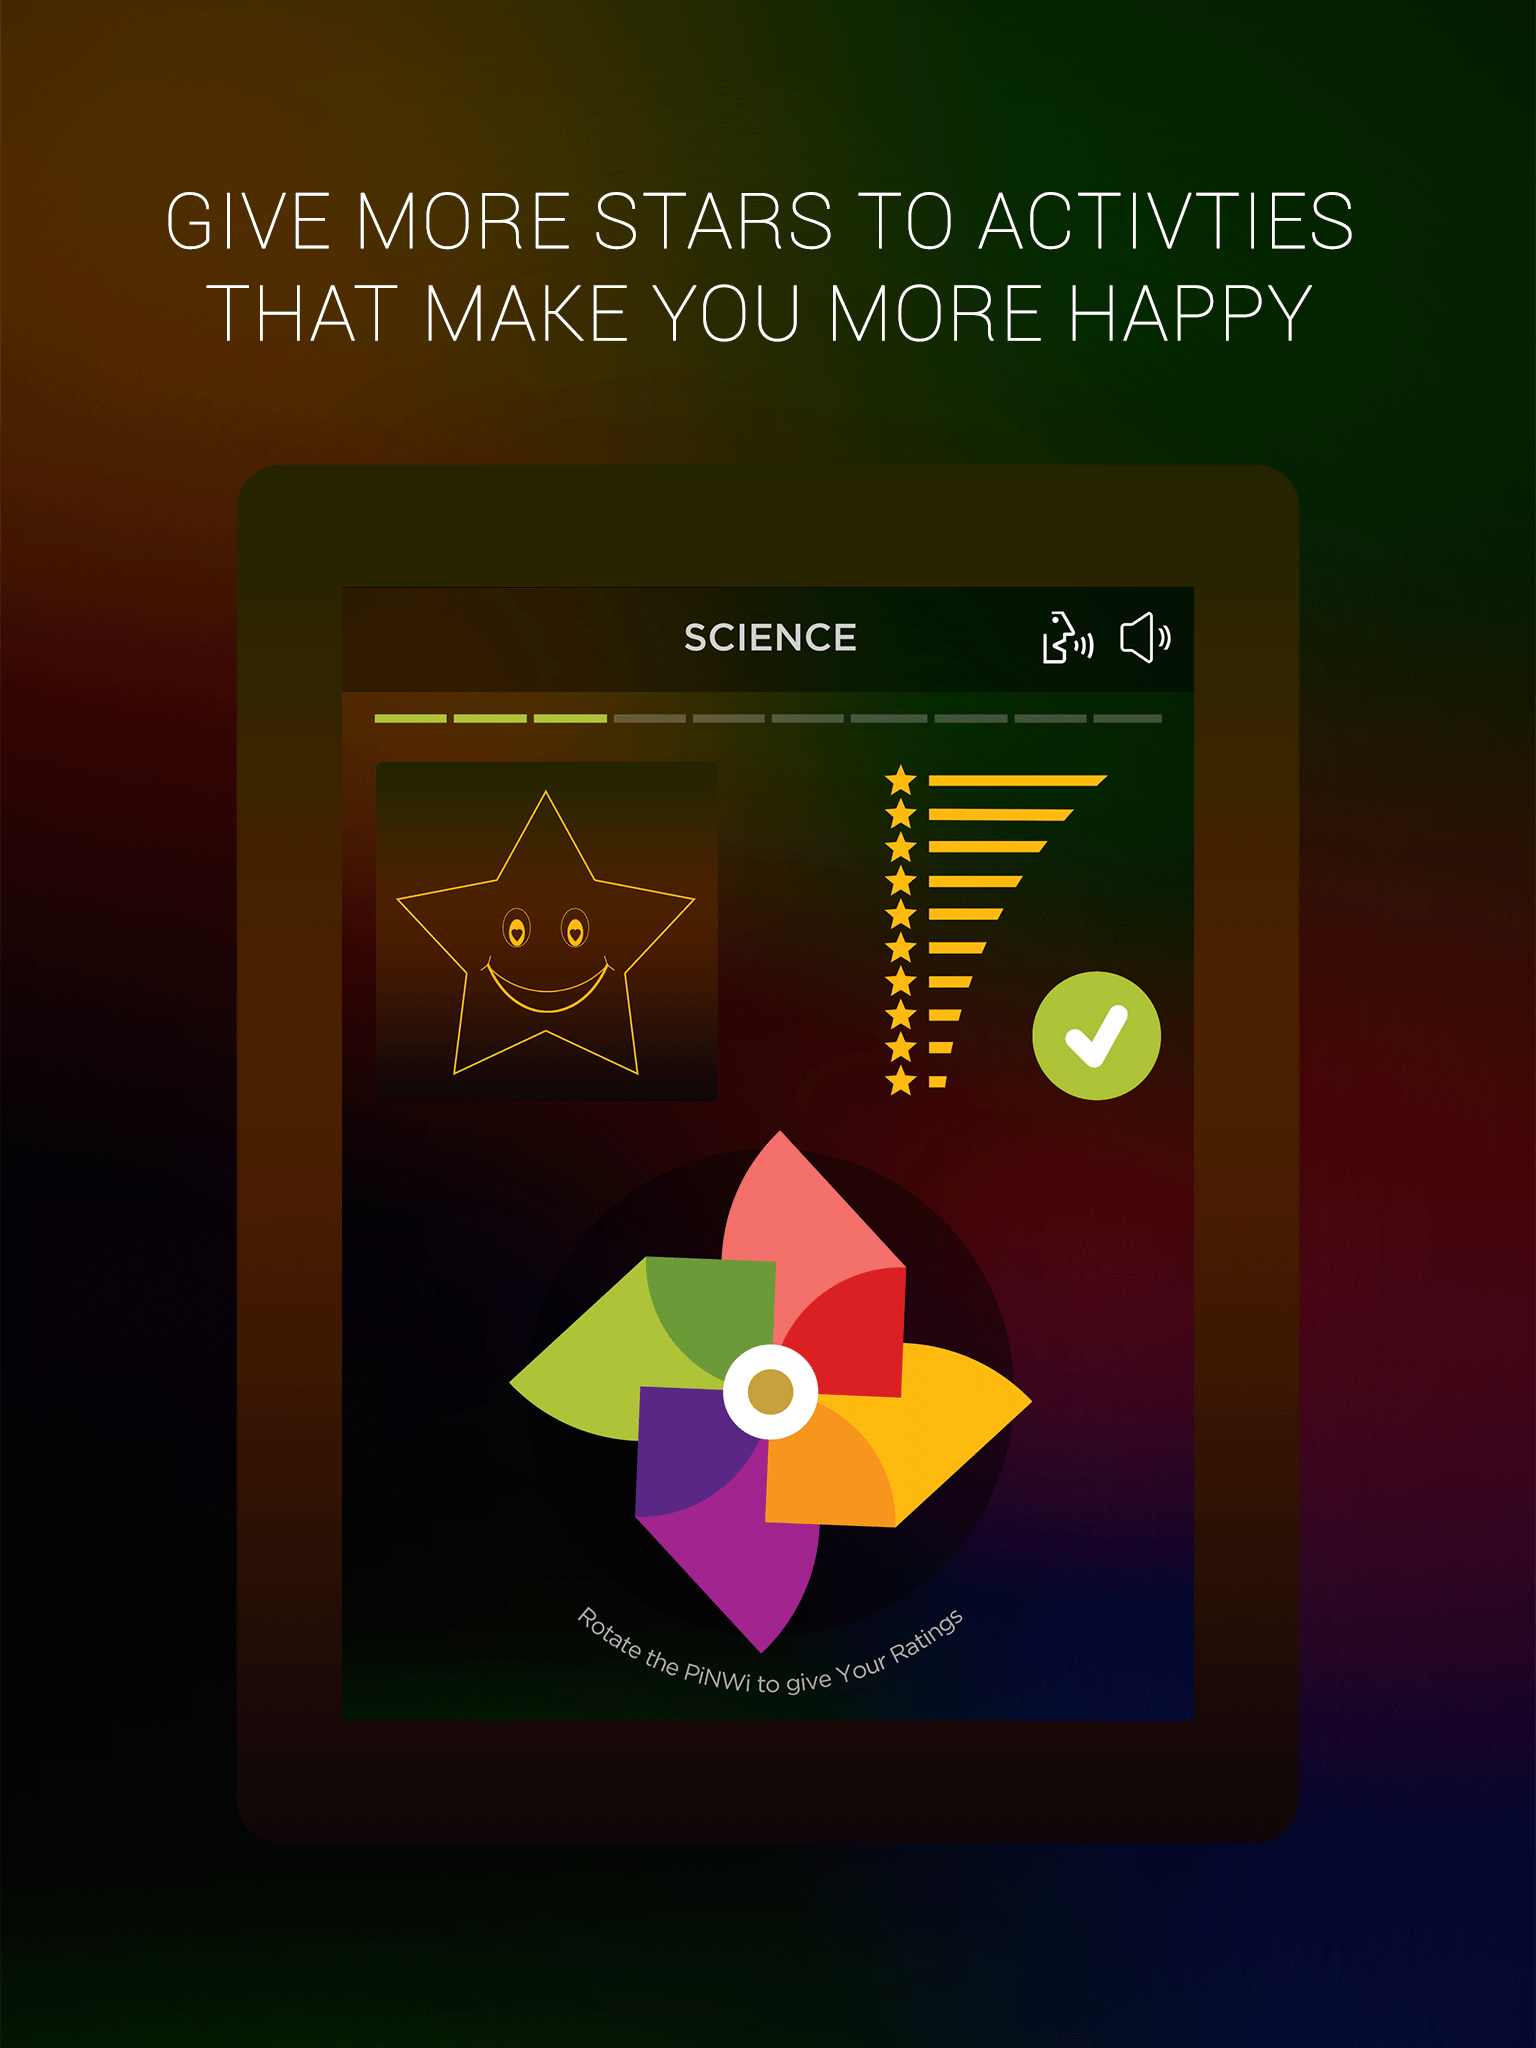 GIVE MORE STARS TO ACTIVTIES
THAT MAKE YOU MORE HAPPY
SCIENCE
Rotate the PiNWi to give Your Ratings